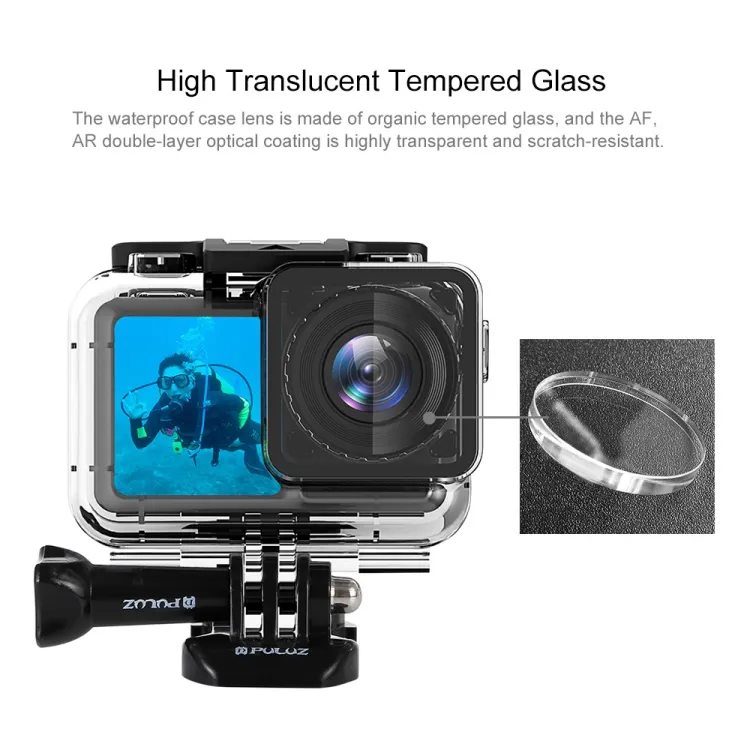 High Translucent Tempered Glass
The waterproof case lens is made of organic tempered glass, and the AF,
AR double-layer optical coating is highly transparent and scratch-resistant.
PULUZ
PULUZ